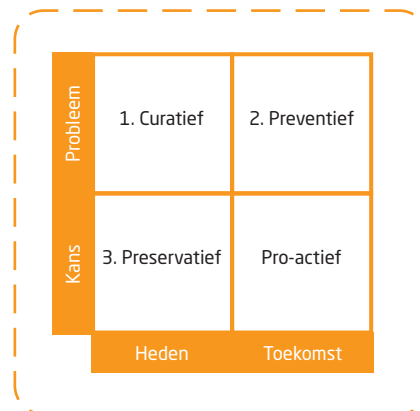 Probleem
1. Curatief
2. Preventief
Kans
3. Preservatief
Pro-actief
Heden
Toekomst